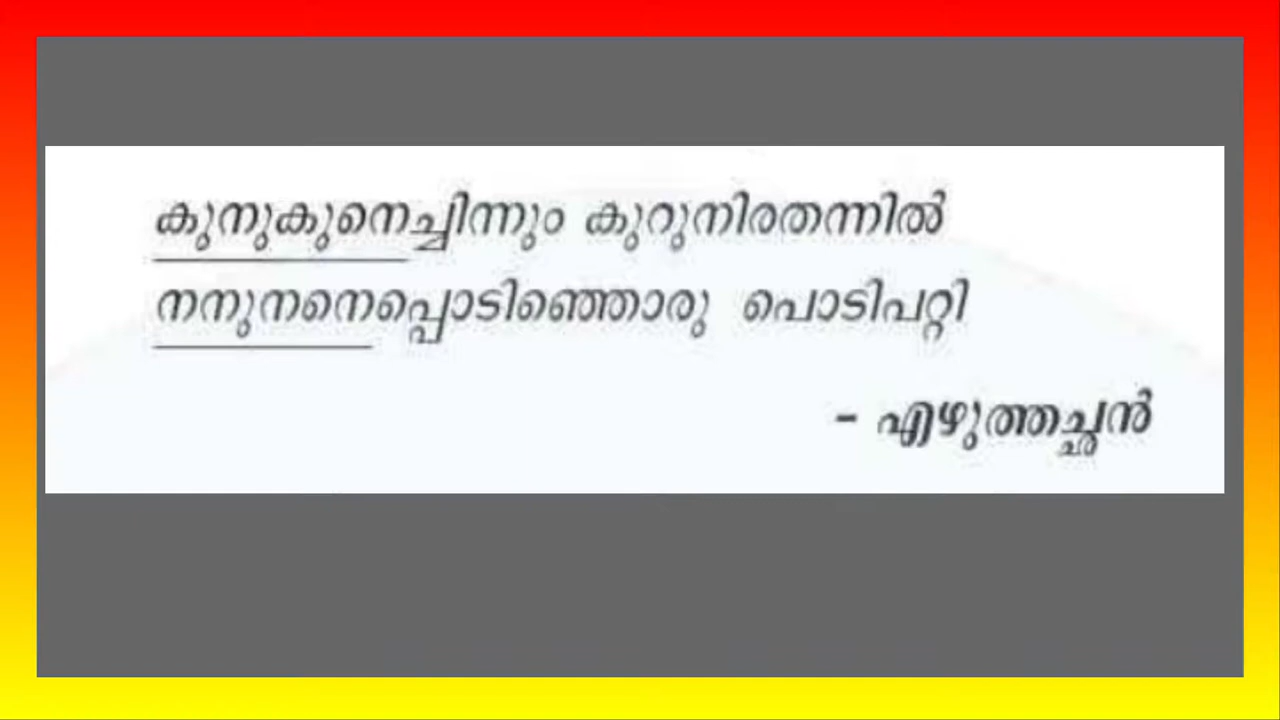 കുനുകുനെച്ചിന്നും കുറുനിരതന്നിൽ
നനുനനെപ്പൊടിഞ്ഞൊരു പൊടിപറ്റി
- എഴുത്തച്ഛൻ